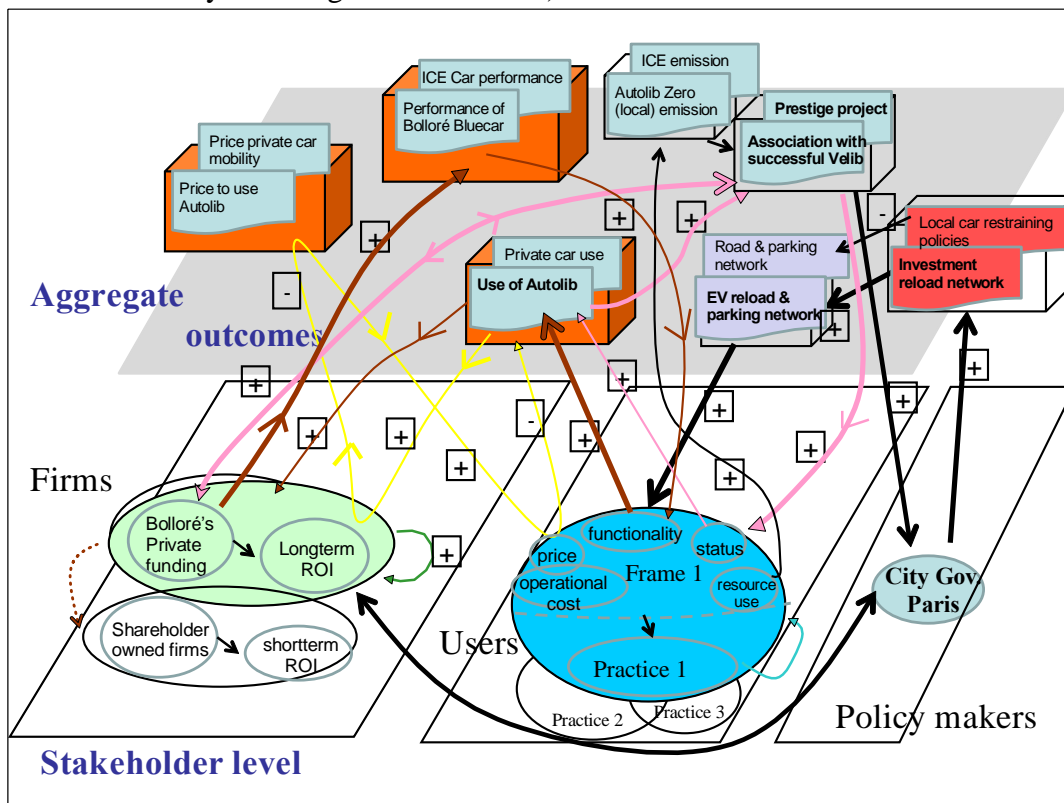 ICE emission
Autolib Zero
(local) emission
ICE Car performance
Performance of
Bolloré Bluecar
Prestige project
Association with
successful Velib
Price private car
mobility
Price to use
Autolib
+
+
+
-
Local car restraining
policies
Investment
reload network
Road & parking
network
EV reload &
parking network
+
Private car use
Use of Autolib
-
Aggregate
outcomes
+
+
+
+
-
+
+
+
+
+
+
+
Firms
Bolloré's
Private
funding
Longterm
ROI
+
functionality
status
price
operational
cost
Frame 1
resource
use
City Gov.
Paris
Shareholder
owned firms
shortterm
ROI
Users
Practice 1
Practice 2
Practice 3
Policy makers
Stakeholder level